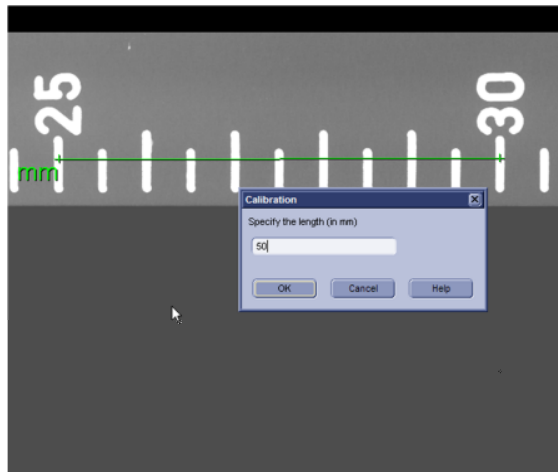 25
30
mm
Calibration
Specify the length (in mm)
50
OK
Cancel
Help